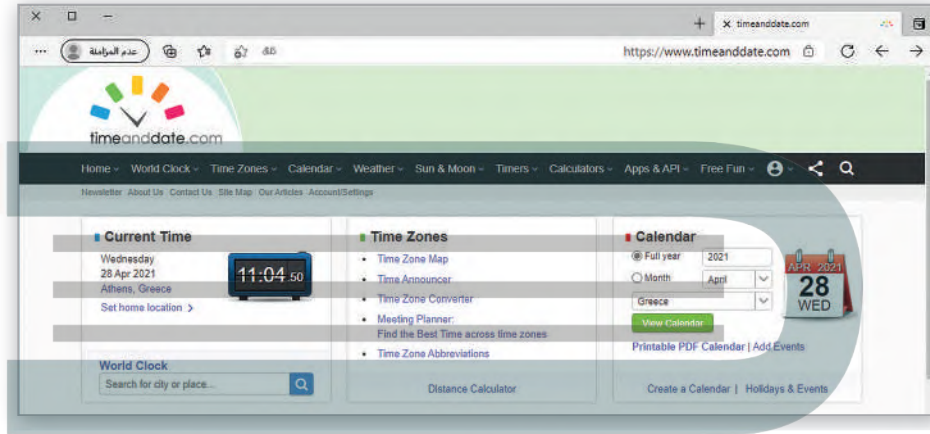 timeanddate.com
عدم المزامنة
https://www.timeanddate.com
timeanddate.com
Home World Clock Time Zones Calendar Weather Sun & Moon Timers Calculators Apps & API Free Fun
Newsletter About Us Contact Us Site Map Our Articles Account/Settings
Current Time
Wednesday
28 Apr 2021
Athens, Greece
Set home location >
11:04 50
World Clock
Search for city or place...
Time Zones
Time Zone Map
Time Announcer
Time Zone Converter
Meeting Planner:
Find the Best Time across time zones
Time Zone Abbreviations
Distance Calculator
Calendar
Full year 2021
Month April
Greece
View Calendar
Printable PDF Calendar | Add Events
Create a Calendar | Holidays & Events
APR 2021
28
WED